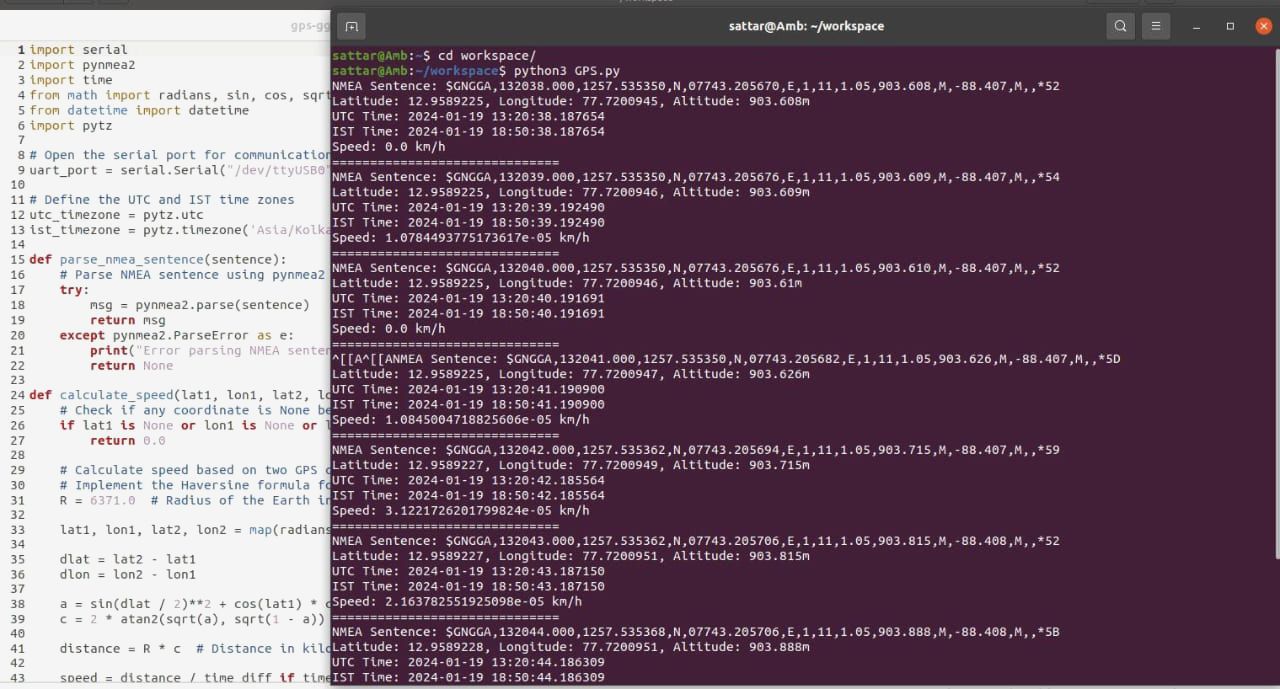 /workspace
gps-gg
sattar@Amb: ~/workspace
1 import serial
2 import pynmea2
3 import time
4 from math import radians, sin, cos, sqrt
5 from datetime import datetime
6 import pytz
7
8 # Open the serial port for communication
9 uart_port = serial.Serial("/dev/ttyUSB0"
10
11 # Define the UTC and IST time zones
12 utc_timezone = pytz.utc
13 ist_timezone = pytz.timezone('Asia/Kolka
14
15 def parse_nmea_sentence(sentence):
16     # Parse NMEA sentence using pynmea2
17     try:
18         msg = pynmea2.parse(sentence)
19         return msg
20     except pynmea2.ParseError as e:
21         print("Error parsing NMEA senten
22         return None
23
24 def calculate_speed(lat1, lon1, lat2, lo
25     # Check if any coordinate is None be
26     if lat1 is None or lon1 is None or l
27         return 0.0
28
29     # Calculate speed based on two GPS c
30     # Implement the Haversine formula fo
31     R = 6371.0  # Radius of the Earth in
32
33     lat1, lon1, lat2, lon2 = map(radians
34
35     dlat = lat2 - lat1
36     dlon = lon2 - lon1
37
38     a = sin(dlat / 2)**2 + cos(lat1) * c
39     c = 2 * atan2(sqrt(a), sqrt(1 - a))
40
41     distance = R * c  # Distance in kilo
42
43     speed = distance / time_diff if time
sattar@Amb:~$ cd workspace/
sattar@Amb:~/workspace$ python3 GPS.py
NMEA Sentence: $GNGGA,132038.000,1257.535350,N,07743.205670,E,1,11,1.05,903.608,M,-88.407,M,,*52
Latitude: 12.9589225, Longitude: 77.7200945, Altitude: 903.608m
UTC Time: 2024-01-19 13:20:38.187654
IST Time: 2024-01-19 18:50:38.187654
Speed: 0.0 km/h
==============================
NMEA Sentence: $GNGGA,132039.000,1257.535350,N,07743.205676,E,1,11,1.05,903.609,M,-88.407,M,,*54
Latitude: 12.9589225, Longitude: 77.7200946, Altitude: 903.609m
UTC Time: 2024-01-19 13:20:39.192490
IST Time: 2024-01-19 18:50:39.192490
Speed: 1.0784493775173617e-05 km/h
==============================
NMEA Sentence: $GNGGA,132040.000,1257.535350,N,07743.205676,E,1,11,1.05,903.610,M,-88.407,M,,*52
Latitude: 12.9589225, Longitude: 77.7200946, Altitude: 903.61m
UTC Time: 2024-01-19 13:20:40.191691
IST Time: 2024-01-19 18:50:40.191691
Speed: 0.0 km/h
==============================
^[[A^[[ANMEA Sentence: $GNGGA,132041.000,1257.535350,N,07743.205682,E,1,11,1.05,903.626,M,-88.407,M,,*5D
Latitude: 12.9589225, Longitude: 77.7200947, Altitude: 903.626m
UTC Time: 2024-01-19 13:20:41.190900
IST Time: 2024-01-19 18:50:41.190900
Speed: 1.0845004718825606e-05 km/h
==============================
NMEA Sentence: $GNGGA,132042.000,1257.535362,N,07743.205694,E,1,11,1.05,903.715,M,-88.407,M,,*59
Latitude: 12.9589227, Longitude: 77.7200949, Altitude: 903.715m
UTC Time: 2024-01-19 13:20:42.185564
IST Time: 2024-01-19 18:50:42.185564
Speed: 3.1221726201799824e-05 km/h
==============================
NMEA Sentence: $GNGGA,132043.000,1257.535362,N,07743.205706,E,1,11,1.05,903.815,M,-88.408,M,,*52
Latitude: 12.9589227, Longitude: 77.7200951, Altitude: 903.815m
UTC Time: 2024-01-19 13:20:43.187150
IST Time: 2024-01-19 18:50:43.187150
Speed: 2.163782551925098e-05 km/h
==============================
NMEA Sentence: $GNGGA,132044.000,1257.535368,N,07743.205706,E,1,11,1.05,903.888,M,-88.408,M,,*5B
Latitude: 12.9589228, Longitude: 77.7200951, Altitude: 903.888m
UTC Time: 2024-01-19 13:20:44.186309
IST Time: 2024-01-19 18:50:44.186309